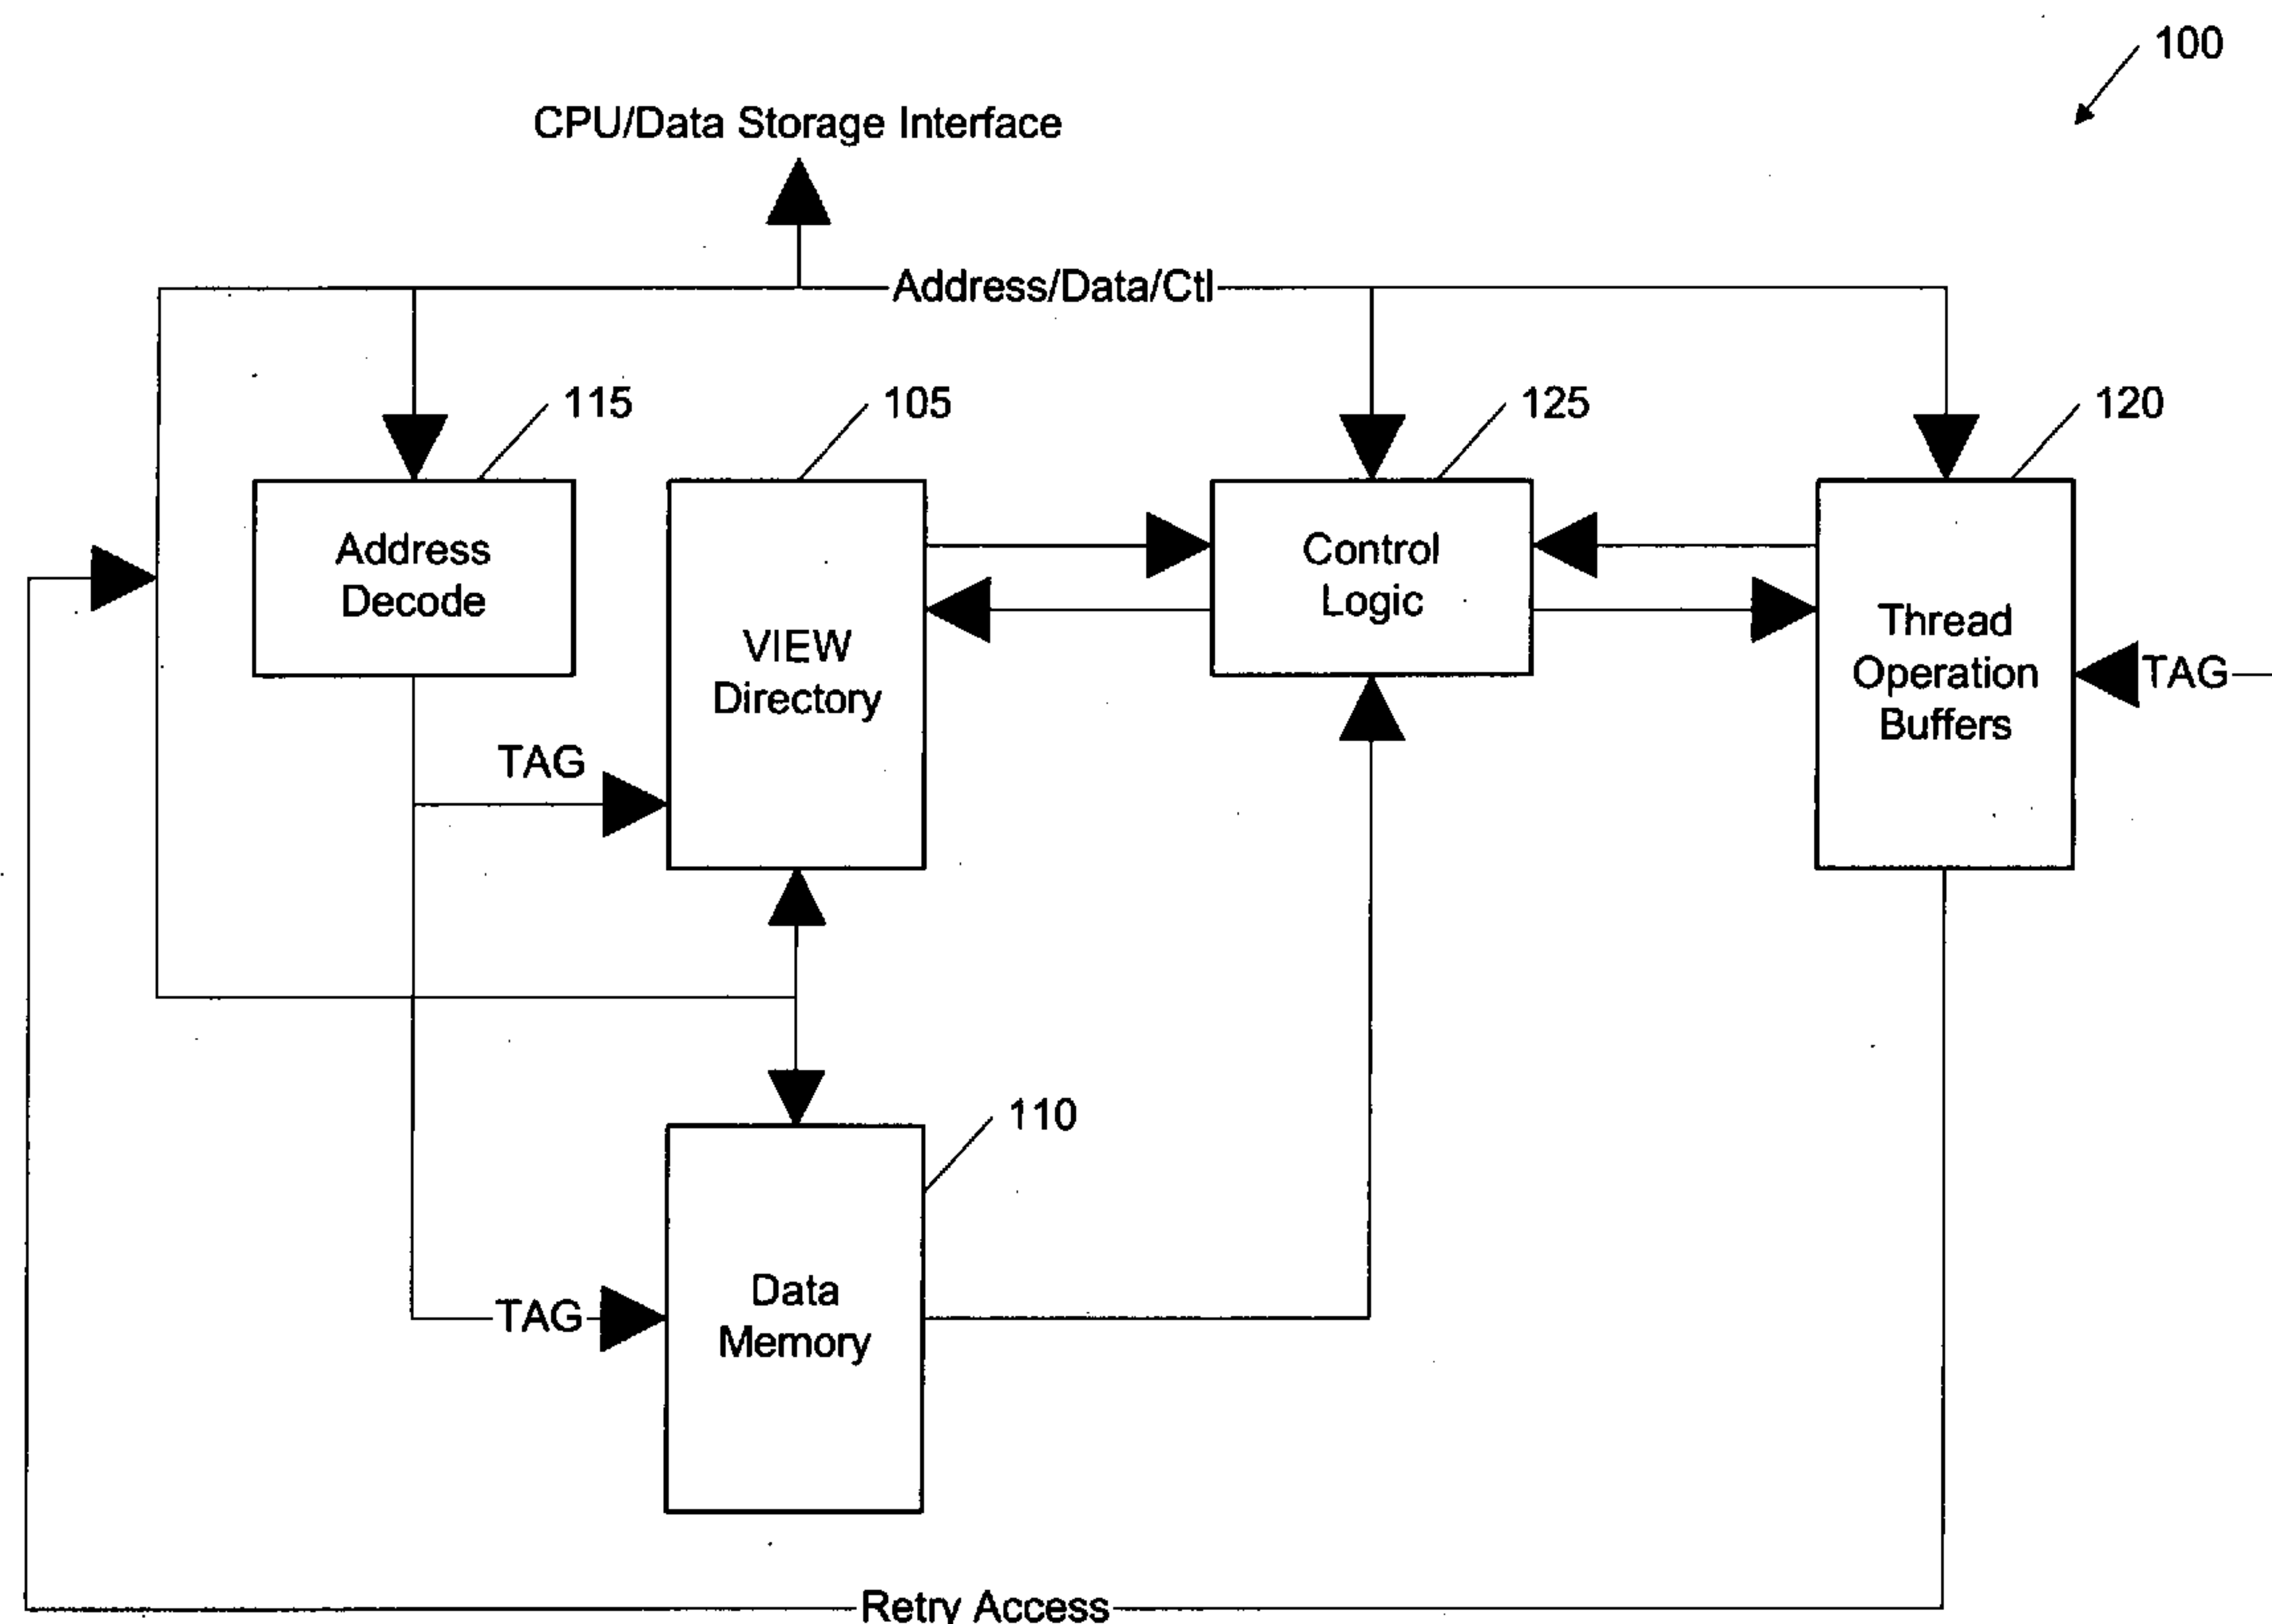 100
CPU/Data Storage Interface
Address/Data/Ctl
115
105
125
120
Address
Decode
VIEW
Directory
Control
Logic
Thread
Operation
Buffers
TAG
TAG
110
Data
Memory
TAG
Retry Access